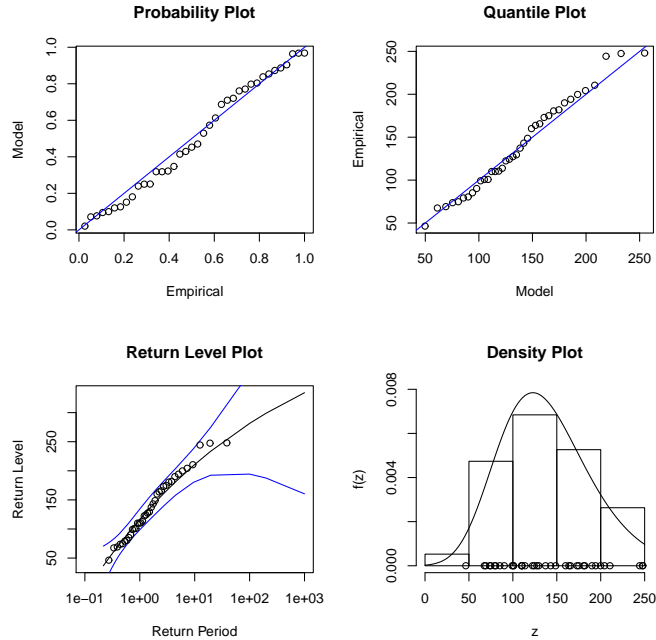 Probability Plot
Quantile Plot
Model
0.0 0.2 0.4 0.6 0.8 1.0
0.0 0.2 0.4 0.6 0.8 1.0
Empirical
Empirical
50 100 150 200 250
50 100 150 200 250
Model
Return Level Plot
Density Plot
Return Level
50 150 250
1e−01 1e+00 1e+01 1e+02 1e+03
Return Period
f(z)
0.000 0.004 0.008
0 50 100 150 200 250
z